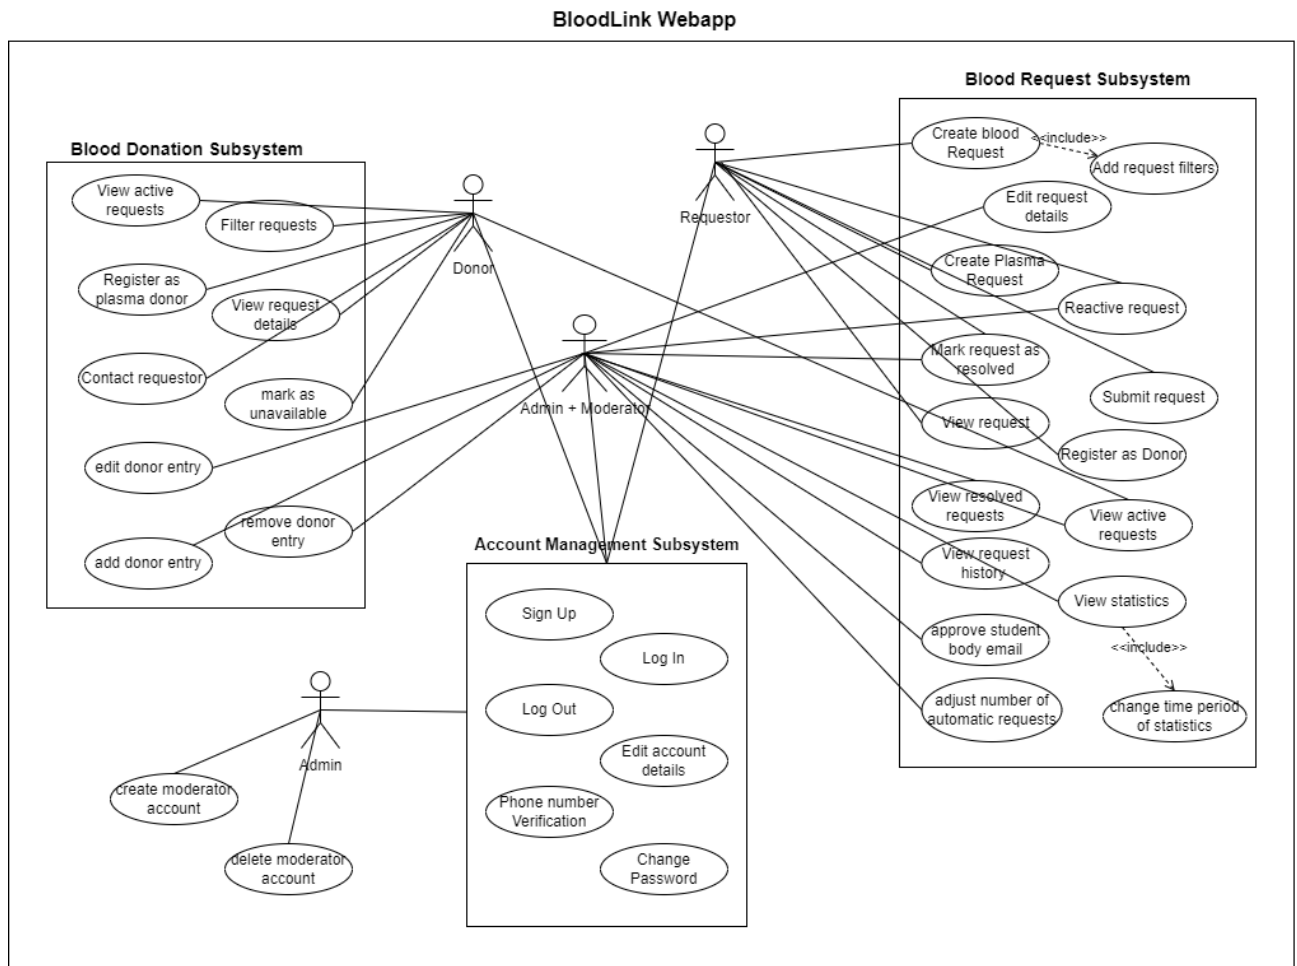 BloodLink Webapp
Blood Donation Subsystem
View active
requests
Filter requests
Register as
plasma donor
View request
details
Contact requestor
mark as
unavailable
edit donor entry
remove donor
entry
add donor entry
Donor
Requestor
Admin + Moderator
Blood Request Subsystem
Create blood
Request
<<include>>
Add request filters
Edit request
details
Create Plasma
Request
Reactive request
Mark request as
resolved
Submit request
View request
Register as Donor
View resolved
requests
View active
requests
View request
history
View statistics
approve student
body email
<<include>>
adjust number of
automatic requests
change time period
of statistics
Account Management Subsystem
Sign Up
Log In
Log Out
Edit account
details
Phone number
Verification
Change
Password
Admin
create moderator
account
delete moderator
account